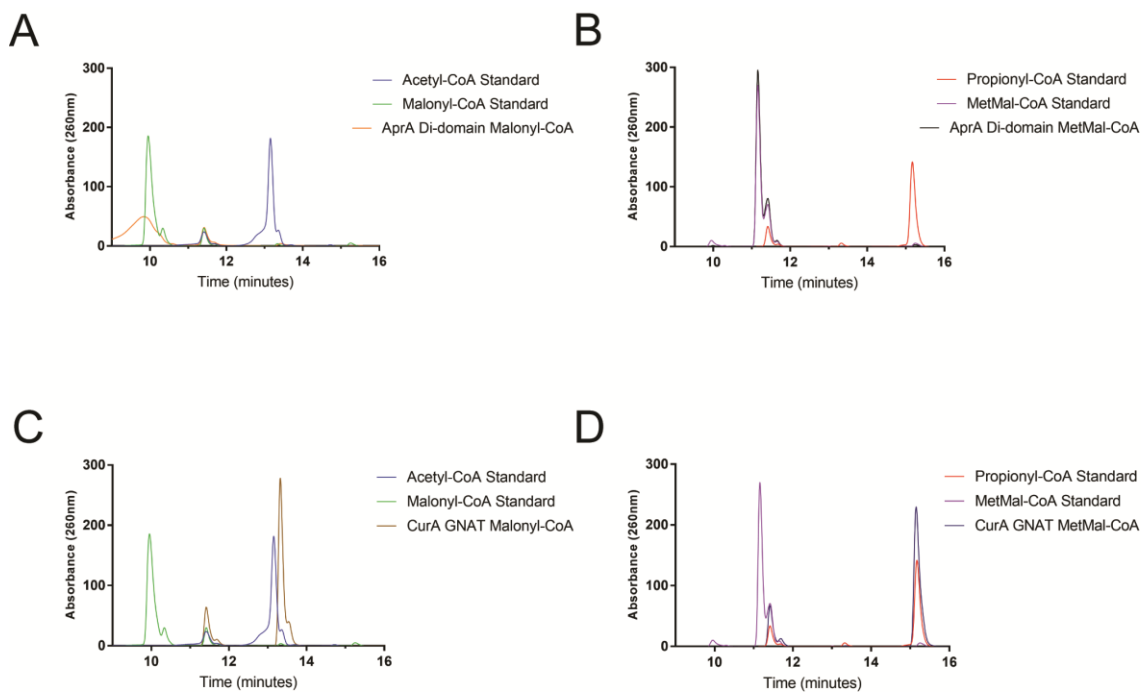 A
Absorbance (260nm)
300
200
100
0
10 12 14 16
Time (minutes)
Acetyl-CoA Standard
Malonyl-CoA Standard
AprA Di-domain Malonyl-CoA
B
Absorbance (260nm)
300
200
100
0
10 12 14 16
Time (minutes)
Propionyl-CoA Standard
MetMal-CoA Standard
AprA Di-domain MetMal-CoA
C
Absorbance (260nm)
300
200
100
0
10 12 14 16
Time (minutes)
Acetyl-CoA Standard
Malonyl-CoA Standard
CurA GNAT Malonyl-CoA
D
Absorbance (260nm)
300
200
100
0
10 12 14 16
Time (minutes)
Propionyl-CoA Standard
MetMal-CoA Standard
CurA GNAT MetMal-CoA